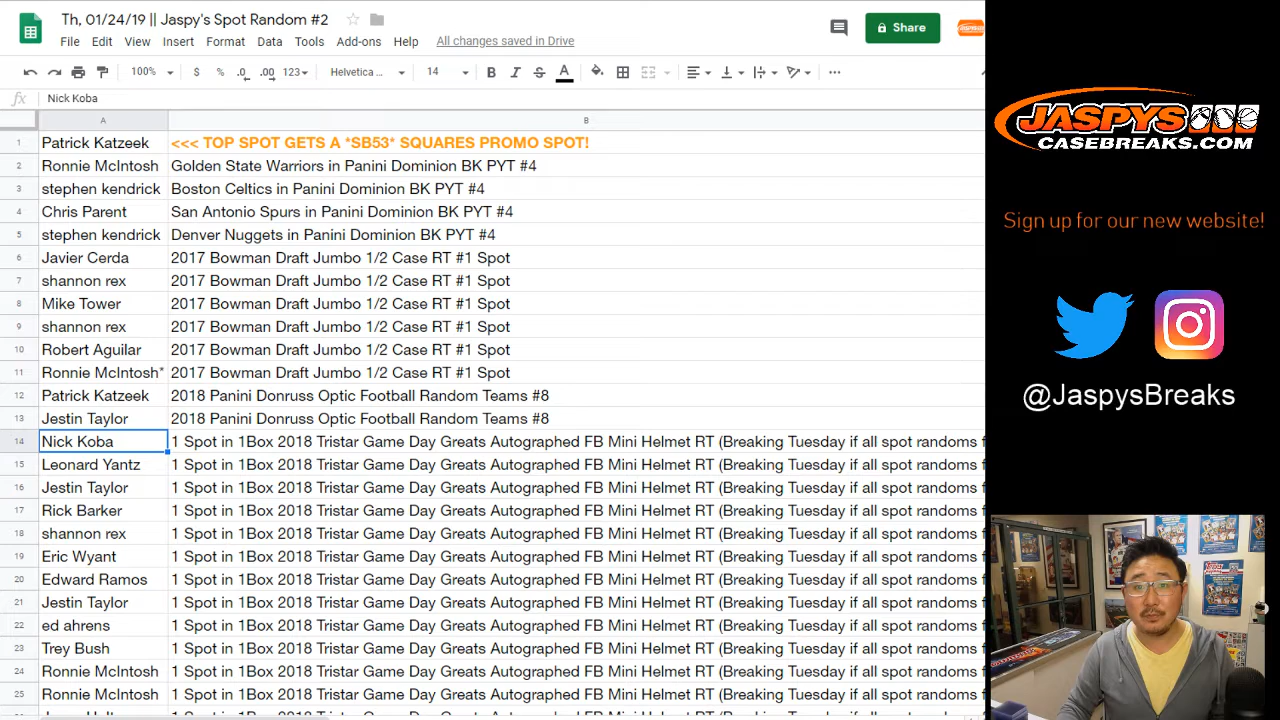 Th, 01/24/19 || Jaspy's Spot Random #2
File Edit View Insert Format Data Tools Add-ons Help All changes saved in Drive
Share
100% $ % .0 .00 123 Helvetica ... 14 B I S A ...
fx Nick Koba
A B
1 Patrick Katzeek <<< TOP SPOT GETS A *SB53* SQUARES PROMO SPOT!
2 Ronnie McIntosh Golden State Warriors in Panini Dominion BK PYT #4
3 stephen kendrick Boston Celtics in Panini Dominion BK PYT #4
4 Chris Parent San Antonio Spurs in Panini Dominion BK PYT #4
5 stephen kendrick Denver Nuggets in Panini Dominion BK PYT #4
6 Javier Cerda 2017 Bowman Draft Jumbo 1/2 Case RT #1 Spot
7 shannon rex 2017 Bowman Draft Jumbo 1/2 Case RT #1 Spot
8 Mike Tower 2017 Bowman Draft Jumbo 1/2 Case RT #1 Spot
9 shannon rex 2017 Bowman Draft Jumbo 1/2 Case RT #1 Spot
10 Robert Aguilar 2017 Bowman Draft Jumbo 1/2 Case RT #1 Spot
11 Ronnie McIntosh* 2017 Bowman Draft Jumbo 1/2 Case RT #1 Spot
12 Patrick Katzeek 2018 Panini Donruss Optic Football Random Teams #8
13 Jestin Taylor 2018 Panini Donruss Optic Football Random Teams #8
14 Nick Koba 1 Spot in 1Box 2018 Tristar Game Day Greats Autographed FB Mini Helmet RT (Breaking Tuesday if all spot randoms f
15 Leonard Yantz 1 Spot in 1Box 2018 Tristar Game Day Greats Autographed FB Mini Helmet RT (Breaking Tuesday if all spot randoms f
16 Jestin Taylor 1 Spot in 1Box 2018 Tristar Game Day Greats Autographed FB Mini Helmet RT (Breaking Tuesday if all spot randoms f
17 Rick Barker 1 Spot in 1Box 2018 Tristar Game Day Greats Autographed FB Mini Helmet RT (Breaking Tuesday if all spot randoms f
18 shannon rex 1 Spot in 1Box 2018 Tristar Game Day Greats Autographed FB Mini Helmet RT (Breaking Tuesday if all spot randoms f
19 Eric Wyant 1 Spot in 1Box 2018 Tristar Game Day Greats Autographed FB Mini Helmet RT (Breaking Tuesday if all spot randoms f
20 Edward Ramos 1 Spot in 1Box 2018 Tristar Game Day Greats Autographed FB Mini Helmet RT (Breaking Tuesday if all spot randoms f
21 Jestin Taylor 1 Spot in 1Box 2018 Tristar Game Day Greats Autographed FB Mini Helmet RT (Breaking Tuesday if all spot randoms f
22 ed ahrens 1 Spot in 1Box 2018 Tristar Game Day Greats Autographed FB Mini Helmet RT (Breaking Tuesday if all spot randoms f
23 Trey Bush 1 Spot in 1Box 2018 Tristar Game Day Greats Autographed FB Mini Helmet RT (Breaking Tuesday if all spot randoms f
24 Ronnie McIntosh 1 Spot in 1Box 2018 Tristar Game Day Greats Autographed FB Mini Helmet RT (Breaking Tuesday if all spot randoms f
25 Ronnie McIntosh 1 Spot in 1Box 2018 Tristar Game Day Greats Autographed FB Mini Helmet RT (Breaking Tuesday if all spot randoms f
JASPYS
CASEBREAKS.COM
Sign up for our new website!
@JaspysBreaks